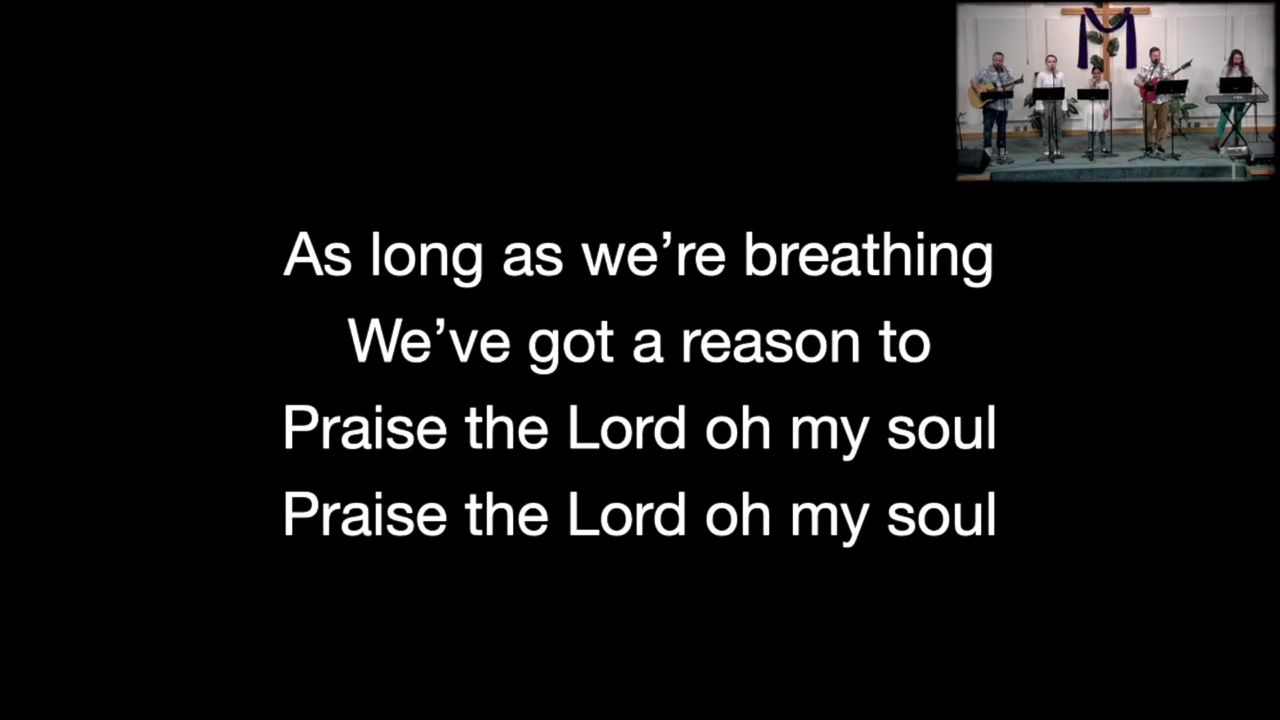 As long as we’re breathing
We’ve got a reason to
Praise the Lord oh my soul
Praise the Lord oh my soul